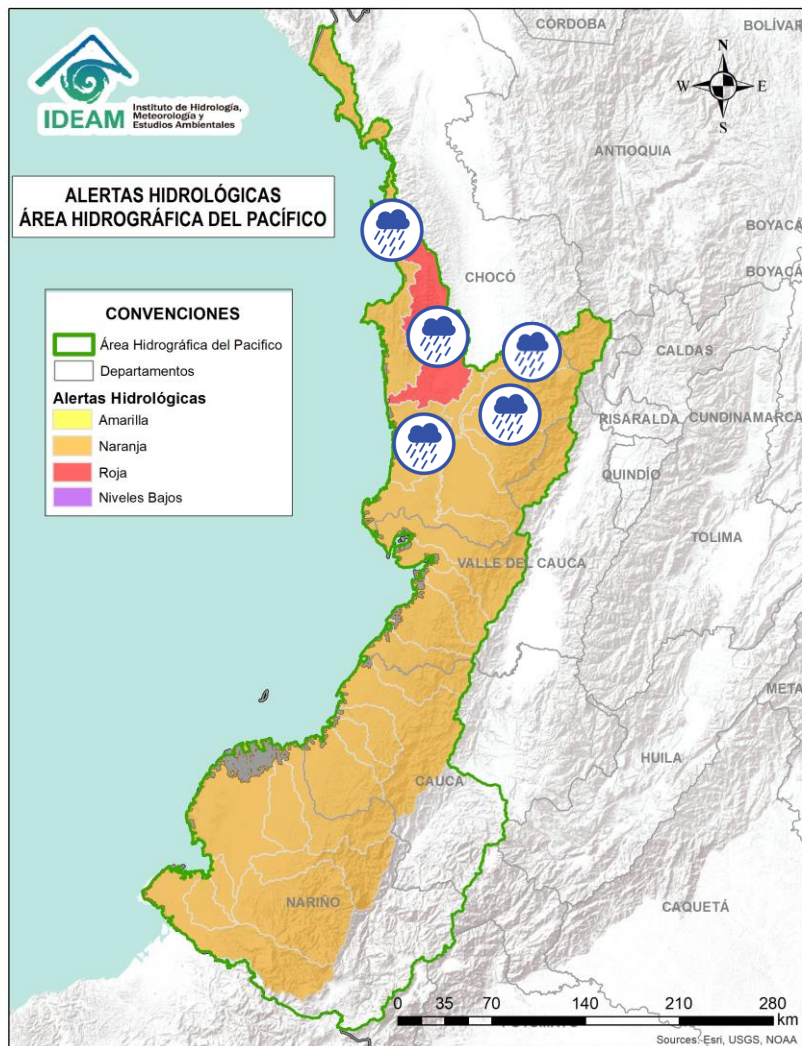 CÓRDOBA
BOLÍVAR
IDEAM
Instituto de Hidrología,
Meteorología y
Estudios Ambientales
N
W
E
S
ANTIOQUIA
ALERTAS HIDROLÓGICAS
ÁREA HIDROGRÁFICA DEL PACÍFICO
BOYACÁ
BOYACÁ
CHOCÓ
CONVENCIONES
Área Hidrográfica del Pacifico
Departamentos
Alertas Hidrológicas
Amarilla
Naranja
Roja
Niveles Bajos
CALDAS
RISARALDA
CUNDINAMARCA
QUINDÍO
TOLIMA
VALLE DEL CAUCA
META
HUILA
CAUCA
NARIÑO
CAQUETÁ
0 35 70 140 210 280
km
Sources: Esri, USGS, NOAA